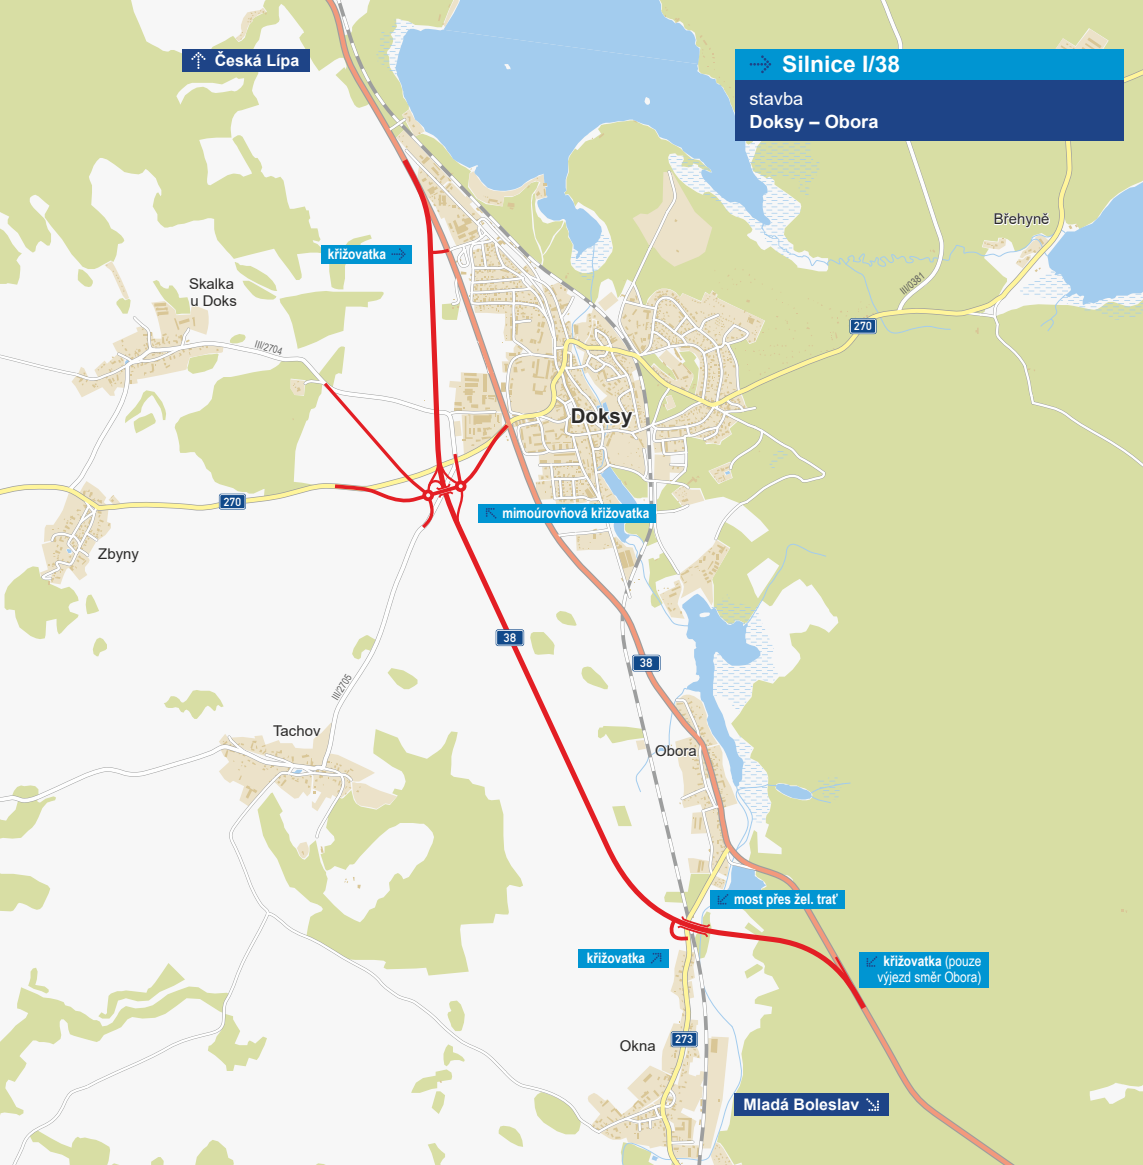 Česká Lípa
Silnice I/38
stavba
Doksy – Obora
Břehyně
křižovatka
III/0381
Skalka
u Doks
270
III/2704
Doksy
270
mimoúrovňová křižovatka
Zbyny
38
38
III/2705
Tachov
Obora
most přes žel. trať
křižovatka
křižovatka (pouze
výjezd směr Obora)
273
Okna
Mladá Boleslav